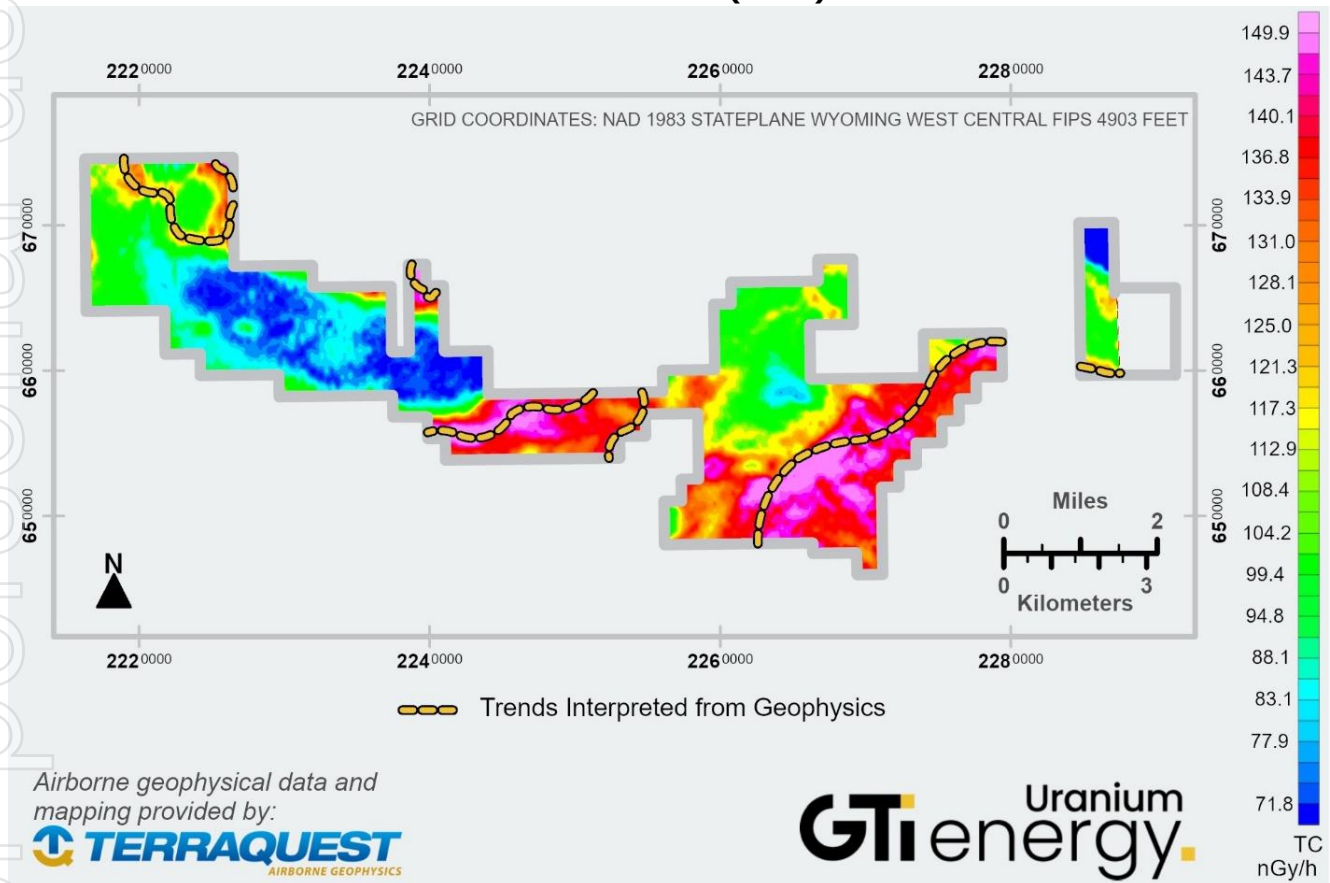 2220000 2240000 2260000 2280000
GRID COORDINATES: NAD 1983 STATEPLANE WYOMING WEST CENTRAL FIPS 4903 FEET
670000 670000
660000 660000
650000 650000
Miles
0 2
0 3
Kilometers
N
2220000 2240000 2260000 2280000
Trends Interpreted from Geophysics
149.9
143.7
140.1
136.8
133.9
131.0
128.1
125.0
121.3
117.3
112.9
108.4
104.2
99.4
94.8
88.1
83.1
77.9
71.8
TC
nGy/h
Airborne geophysical data and
mapping provided by:
TERRAQUEST
AIRBORNE GEOPHYSICS
Uranium
GTi energy.